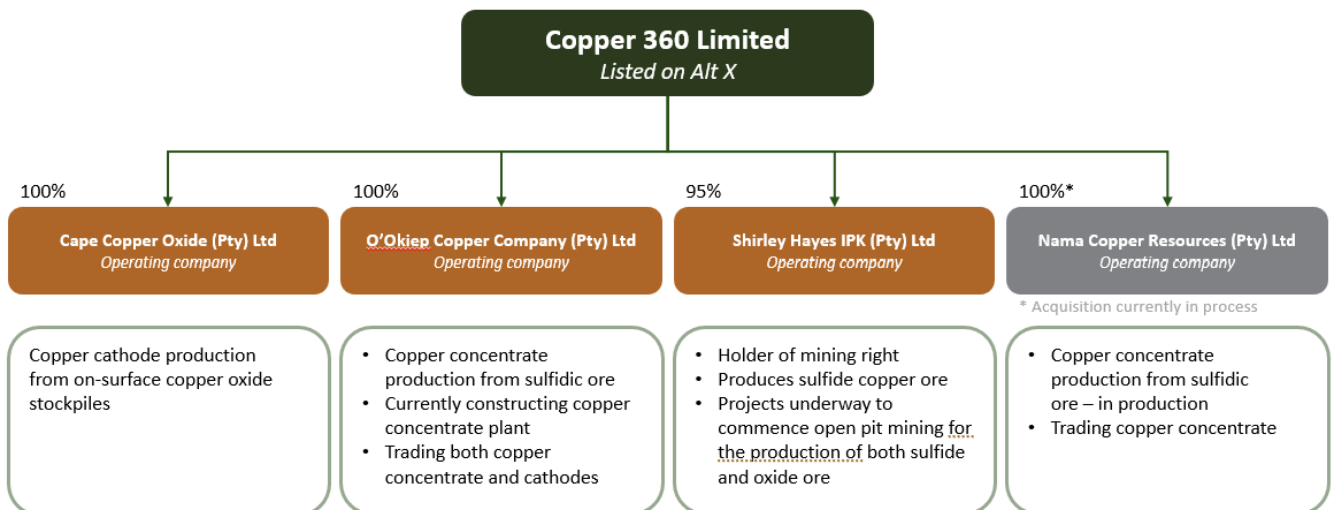 Copper 360 Limited
Listed on Alt X
100%
100%
95%
100%*
Cape Copper Oxide (Pty) Ltd
Operating company
O'Okiep Copper Company (Pty) Ltd
Operating company
Shirley Hayes IPK (Pty) Ltd
Operating company
Nama Copper Resources (Pty) Ltd
Operating company
* Acquisition currently in process
Copper cathode production
from on-surface copper oxide
stockpiles
• Copper concentrate
production from sulfidic ore
• Currently constructing copper
concentrate plant
• Trading both copper
concentrate and cathodes
• Holder of mining right
• Produces sulfide copper ore
• Projects underway to
commence open pit mining for
the production of both sulfide
and oxide ore
• Copper concentrate
production from sulfidic
ore – in production
• Trading copper concentrate